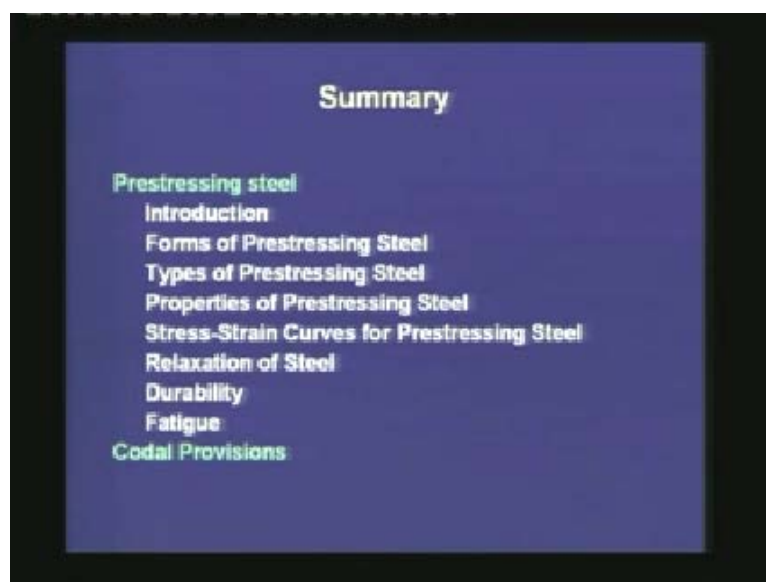 Summary
Prestressing steel
Introduction
Forms of Prestressing Steel
Types of Prestressing Steel
Properties of Prestressing Steel
Stress-Strain Curves for Prestressing Steel
Relaxation of Steel
Durability
Fatigue
Codal Provisions